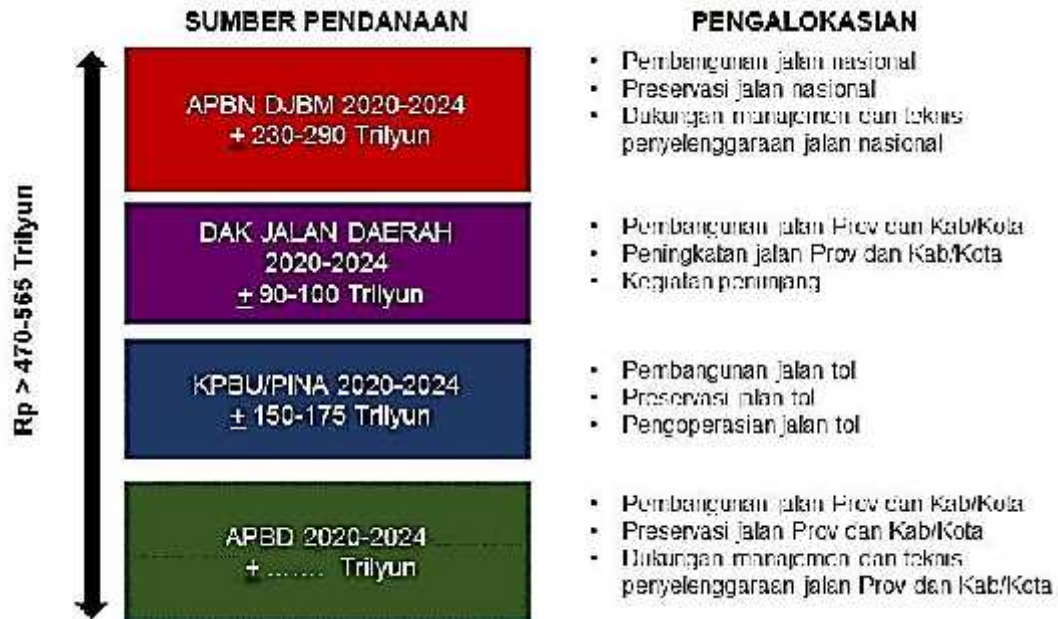 SUMBER PENDANAAN
PENGALOKASIAN
Rp > 470-565 Trilyun
APBN DJBM 2020-2024
± 230-290 Trilyun
• Pembangunan jalan nasional
• Preservasi jalan nasional
• Dukungan manajemen dan teknis
penyelenggaraan jalan nasional
DAK JALAN DAERAH
2020-2024
± 90-100 Trilyun
• Pembangunan jalan Prov dan Kab/Kota
• Peningkatan jalan Prov dan Kab/Kota
• Kegiatan penunjang
KPBU/PINA 2020-2024
± 150-175 Trilyun
• Pembangunan jalan tol
• Preservasi jalan tol
• Pengoperasian jalan tol
APBD 2020-2024
± ....... Trilyun
• Pembangunan jalan Prov dan Kab/Kota
• Preservasi jalan Prov dan Kab/Kota
• Dukungan manajemen dan teknis
penyelenggaraan jalan Prov dan Kab/Kota